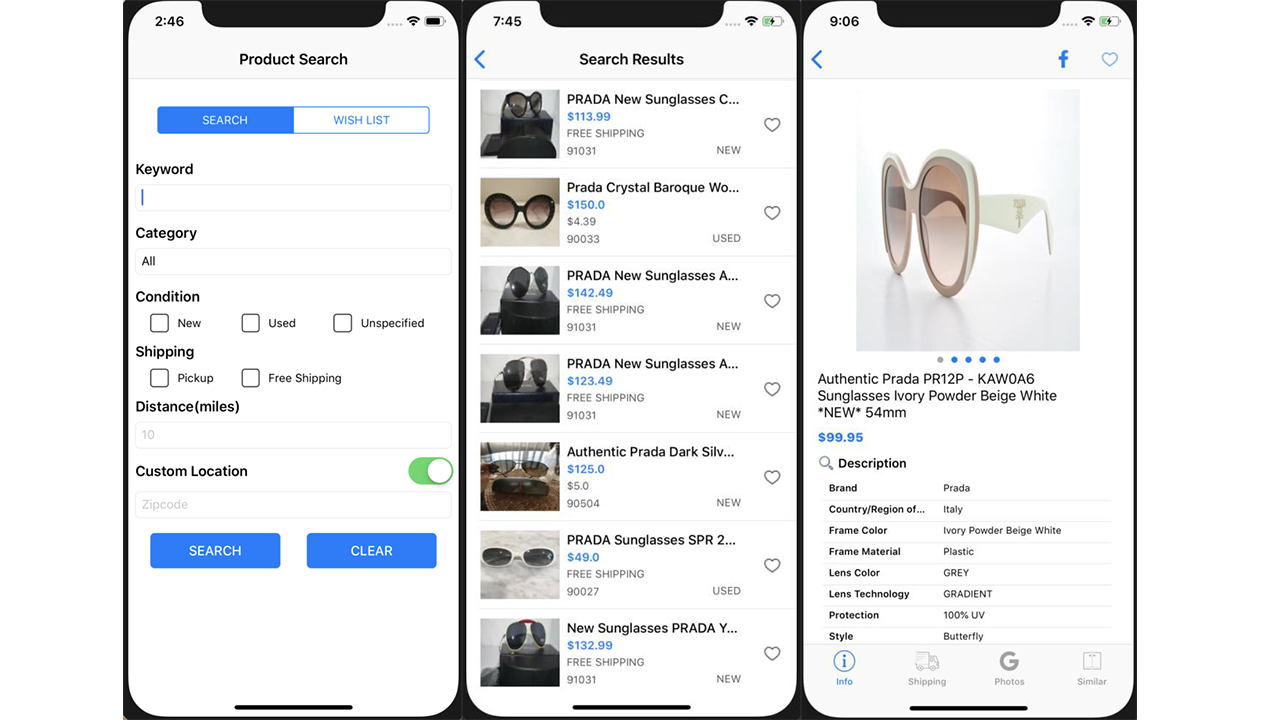 2:46
Product Search
SEARCH WISH LIST
Keyword
Category
All
Condition
New Used Unspecified
Shipping
Pickup Free Shipping
Distance(miles)
10
Custom Location
Zipcode
SEARCH CLEAR
7:45
Search Results
PRADA New Sunglasses C...
$113.99
FREE SHIPPING
91031 NEW
Prada Crystal Baroque Wo...
$150.0
$4.39
90033 USED
PRADA New Sunglasses A...
$142.49
FREE SHIPPING
91031 NEW
PRADA New Sunglasses A...
$123.49
FREE SHIPPING
91031 NEW
Authentic Prada Dark Silv...
$125.0
$5.0
90504 NEW
PRADA Sunglasses SPR 2...
$49.0
FREE SHIPPING
90027 USED
New Sunglasses PRADA Y...
$132.99
FREE SHIPPING
91031 NEW
9:06
f
Authentic Prada PR12P - KAW0A6
Sunglasses Ivory Powder Beige White
*NEW* 54mm
$99.95
Description
Brand Prada
Country/Region of... Italy
Frame Color Ivory Powder Beige White
Frame Material Plastic
Lens Color GREY
Lens Technology GRADIENT
Protection 100% UV
Style Butterfly
Info Shipping Photos Similar